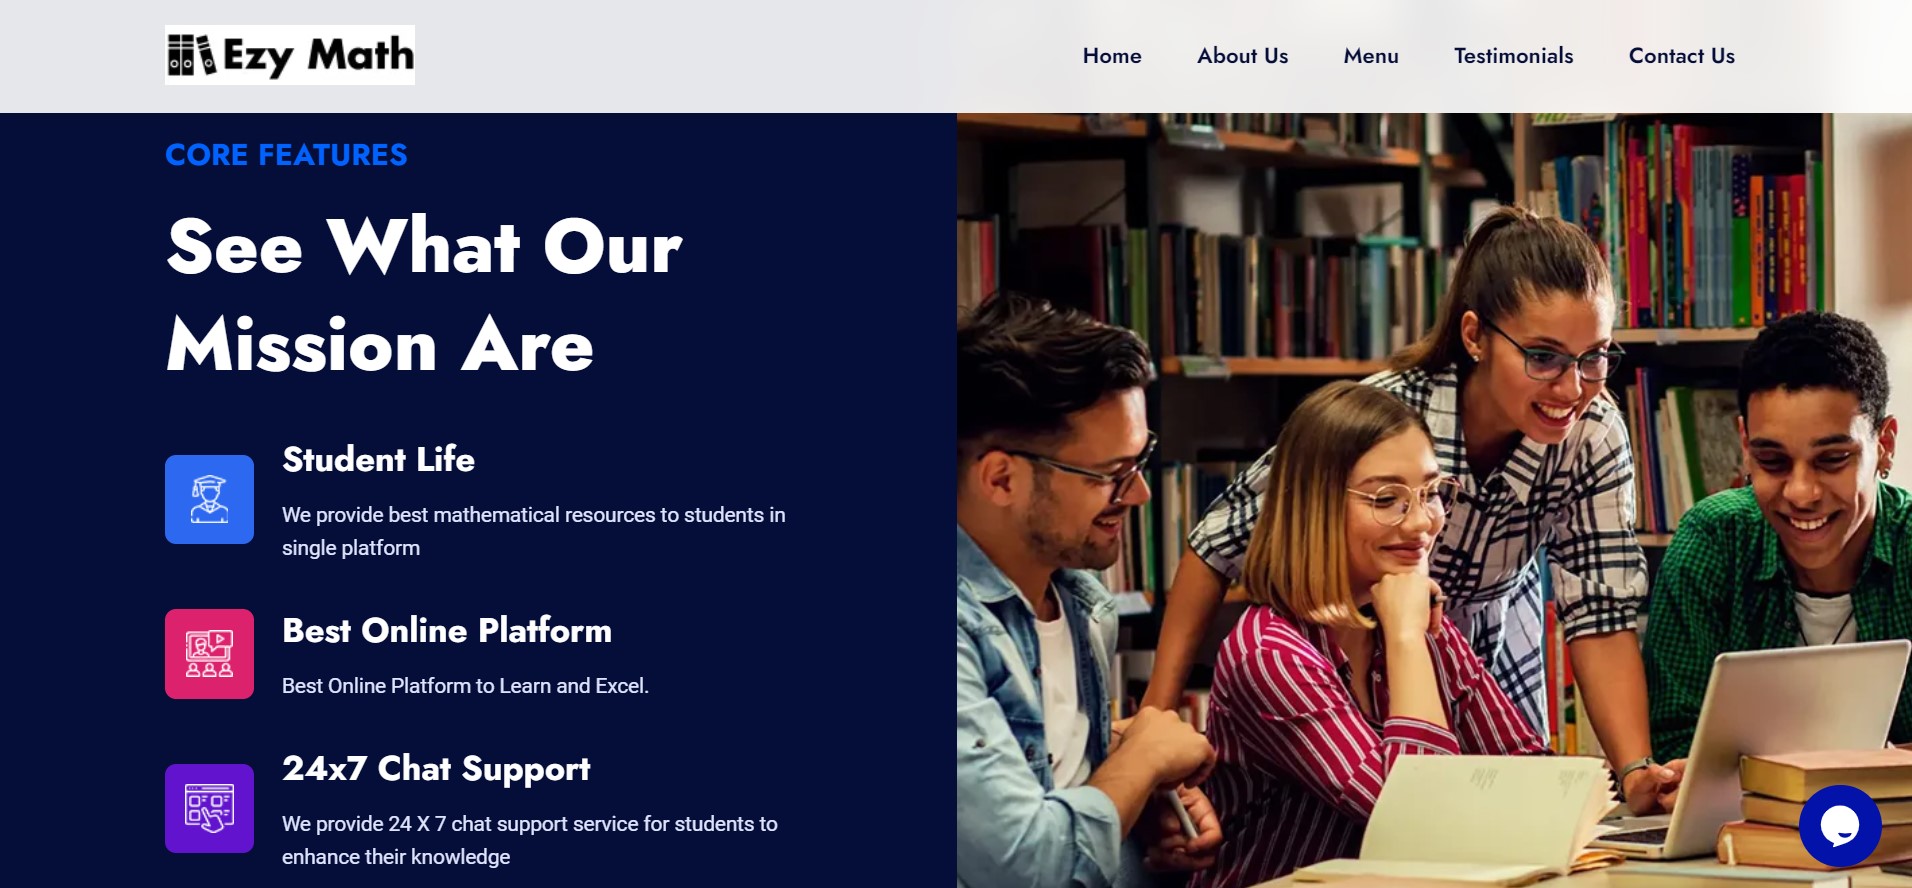 Ezy Math
Home About Us Menu Testimonials Contact Us
CORE FEATURES
See What Our
Mission Are
Student Life
We provide best mathematical resources to students in
single platform
Best Online Platform
Best Online Platform to Learn and Excel.
24x7 Chat Support
We provide 24 X 7 chat support service for students to
enhance their knowledge